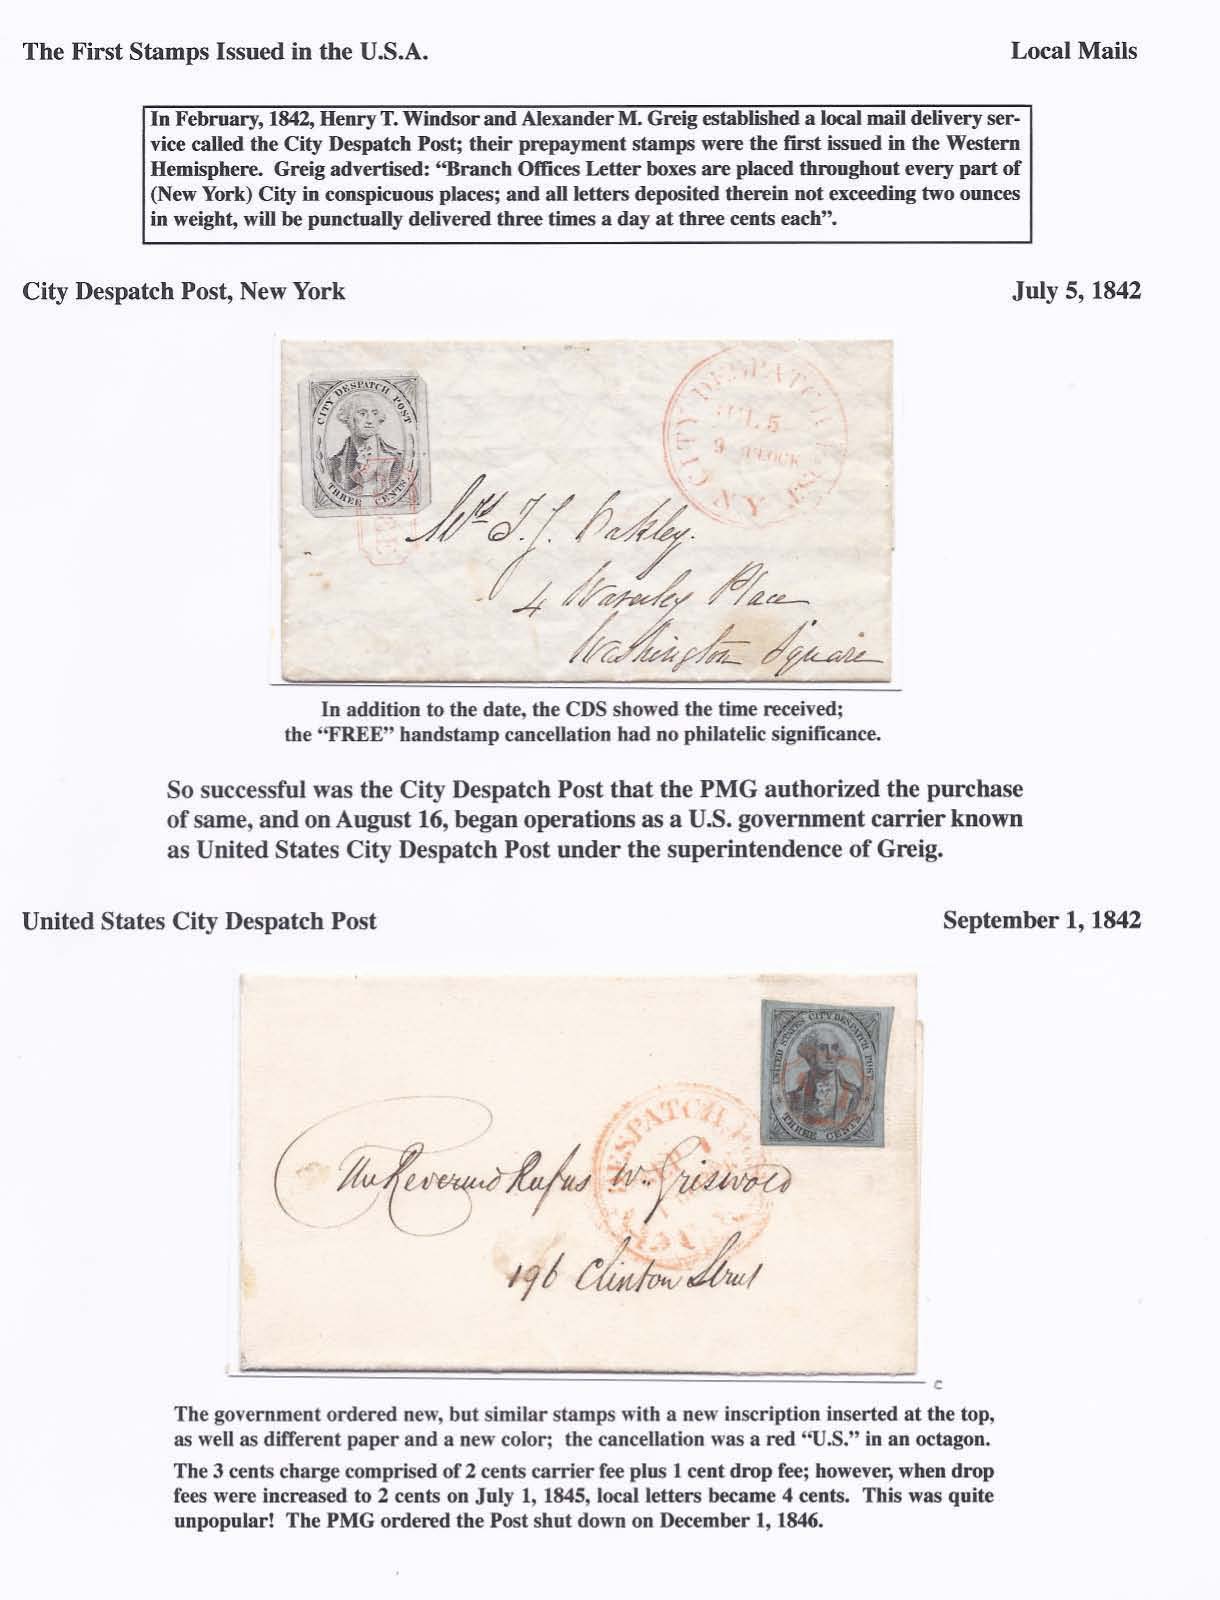 The First Stamps Issued in the U.S.A.
Local Mails
In February, 1842, Henry T. Windsor and Alexander M. Greig established a local mail delivery ser-
vice called the City Despatch Post; their prepayment stamps were the first issued in the Western
Hemisphere. Greig advertised: “Branch Offices Letter boxes are placed throughout every part of
(New York) City in conspicuous places; and all letters deposited therein not exceeding two ounces
in weight, will be punctually delivered three times a day at three cents each”.
City Despatch Post, New York
July 5, 1842
CITY DESPATCH POST
THREE CENTS
CITY DESPATCH POST
JUL 5
9 O'CLOCK
N.Y.
Mrs T. J. Oakley.
4 Waverley Place
Washington Square
In addition to the date, the CDS showed the time received;
the “FREE” handstamp cancellation had no philatelic significance.
So successful was the City Despatch Post that the PMG authorized the purchase
of same, and on August 16, began operations as a U.S. government carrier known
as United States City Despatch Post under the superintendence of Greig.
United States City Despatch Post
September 1, 1842
UNITED STATES CITY DESPATCH POST
THREE CENTS
DESPATCH
The Reverend Rufus W. Griswold
196 Clinton Street
C
The government ordered new, but similar stamps with a new inscription inserted at the top,
as well as different paper and a new color; the cancellation was a red “U.S.” in an octagon.
The 3 cents charge comprised of 2 cents carrier fee plus 1 cent drop fee; however, when drop
fees were increased to 2 cents on July 1, 1845, local letters became 4 cents. This was quite
unpopular! The PMG ordered the Post shut down on December 1, 1846.